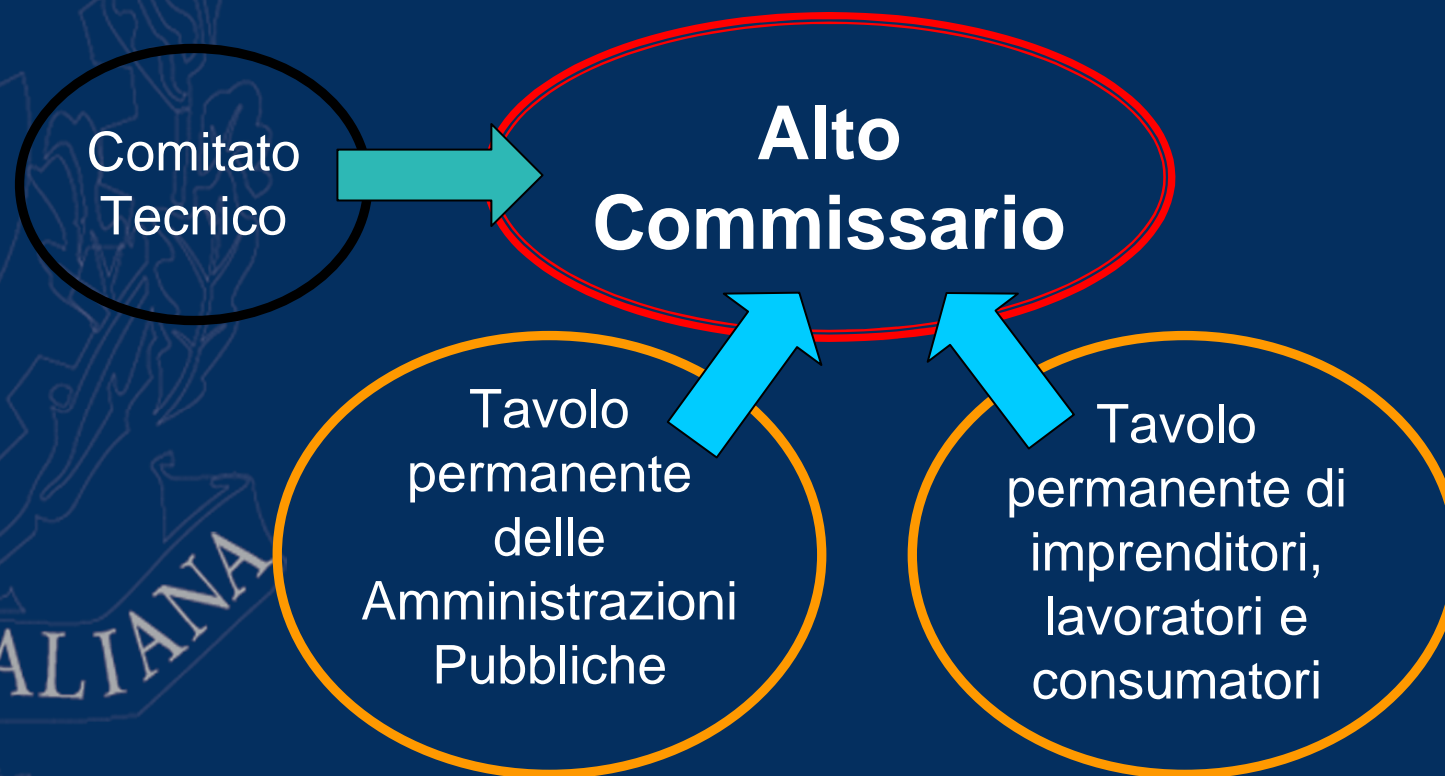 Comitato
Tecnico
Alto
Commissario
Tavolo
permanente
delle
Amministrazioni
Pubbliche
Tavolo
permanente di
imprenditori,
lavoratori e
consumatori
ALIANA